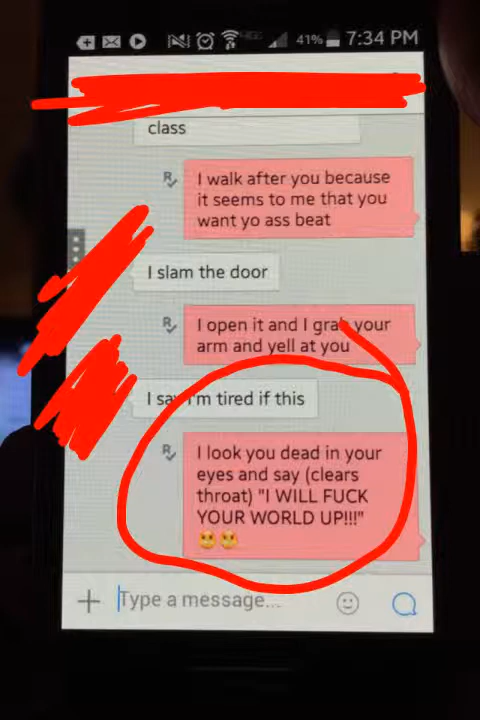 41% 7:34 PM
class
I walk after you because
it seems to me that you
want yo ass beat
I slam the door
I open it and I grab your
arm and yell at you
I say I'm tired if this
I look you dead in your
eyes and say (clears
throat) "I WILL FUCK
YOUR WORLD UP!!!"
😃😃
Type a message...